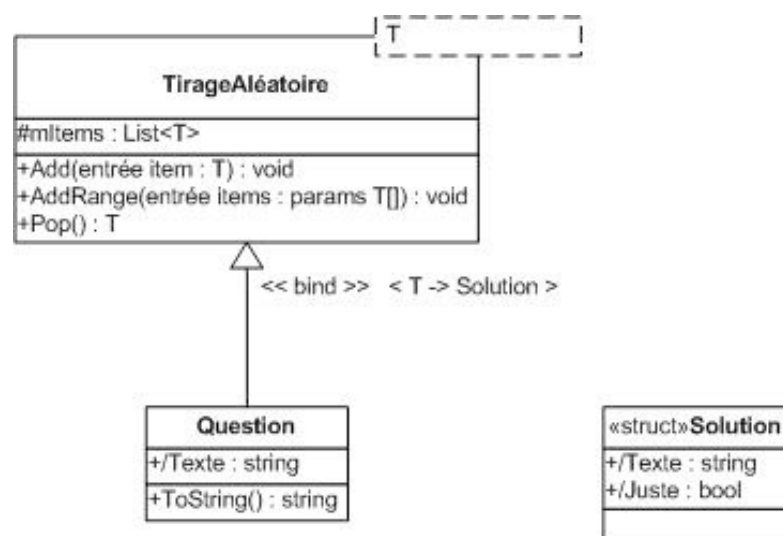 T
TirageAléatoire
#mItems : List<T>
+Add(entrée item : T) : void
+AddRange(entrée items : params T[]) : void
+Pop() : T
<< bind >> < T -> Solution >
Question
+/Texte : string
+ToString() : string
«struct»Solution
+/Texte : string
+/Juste : bool